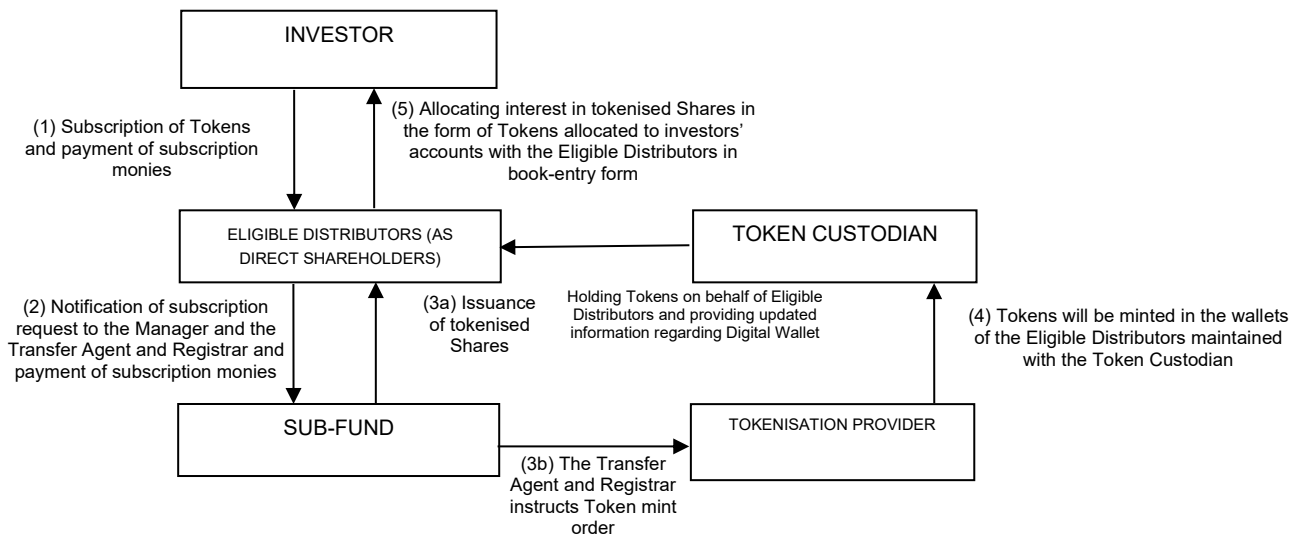 INVESTOR
(1) Subscription of Tokens
and payment of subscription
monies
(5) Allocating interest in tokenised Shares in
the form of Tokens allocated to investors’
accounts with the Eligible Distributors in
book-entry form
ELIGIBLE DISTRIBUTORS (AS
DIRECT SHAREHOLDERS)
TOKEN CUSTODIAN
(2) Notification of subscription
request to the Manager and the
Transfer Agent and Registrar and
payment of subscription monies
(3a) Issuance
of tokenised
Shares
Holding Tokens on behalf of Eligible
Distributors and providing updated
information regarding Digital Wallet
(4) Tokens will be minted in the wallets
of the Eligible Distributors maintained
with the Token Custodian
SUB-FUND
TOKENISATION PROVIDER
(3b) The Transfer
Agent and Registrar
instructs Token mint
order